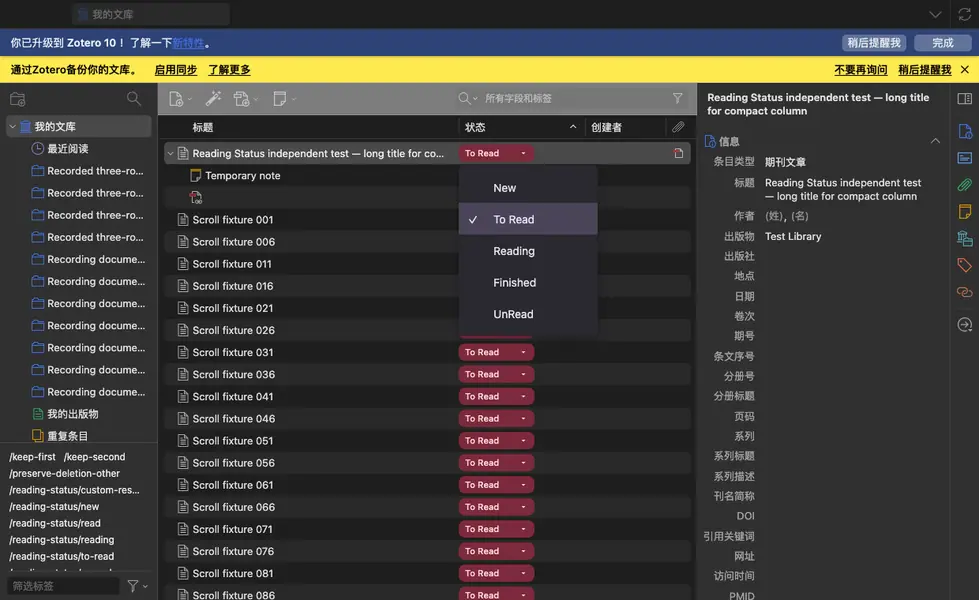 我的文库
你已升级到 Zotero 10！ 了解一下新特性。 稍后提醒我 完成
通过Zotero备份你的文库。 启用同步 了解更多 不要再询问 稍后提醒我
我的文库
最近阅读
Recorded three-ro...
Recorded three-ro...
Recorded three-ro...
Recorded three-ro...
Recording docume...
Recording docume...
Recording docume...
Recording docume...
Recording docume...
Recording docume...
Recording docume...
我的出版物
重复条目
/keep-first /keep-second
/preserve-deletion-other
/reading-status/custom-res...
/reading-status/new
/reading-status/read
/reading-status/reading
/reading-status/to-read
筛选标签
所有字段和标签
标题 状态 创建者
Reading Status independent test — long title for co... To Read
Temporary note
Scroll fixture 001
Scroll fixture 006
Scroll fixture 011
Scroll fixture 016
Scroll fixture 021
Scroll fixture 026
Scroll fixture 031 To Read
Scroll fixture 036 To Read
Scroll fixture 041 To Read
Scroll fixture 046 To Read
Scroll fixture 051 To Read
Scroll fixture 056 To Read
Scroll fixture 061 To Read
Scroll fixture 066 To Read
Scroll fixture 071 To Read
Scroll fixture 076 To Read
Scroll fixture 081 To Read
Scroll fixture 086 To Read
New
To Read
Reading
Finished
UnRead
Reading Status independent test — long title
for compact column
信息
条目类型 期刊文章
标题 Reading Status independent test
— long title for compact column
作者 (姓), (名)
出版物 Test Library
出版社
地点
日期
卷次
期号
条文序号
分册号
分册标题
页码
系列
系列标题
系列描述
刊名简称
DOI
引用关键词
网址
访问时间
PMID